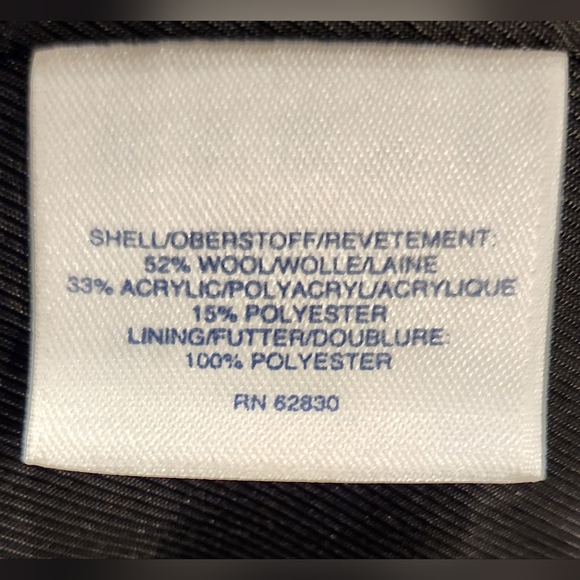 SHELL/OBERSTOFF/REVETEMENT:
52% WOOL/WOLLE/LAINE
33% ACRYLIC/POLYACRYL/ACRYLIQUE
15% POLYESTER
LINING/FUTTER/DOUBLURE:
100% POLYESTER
RN 62830